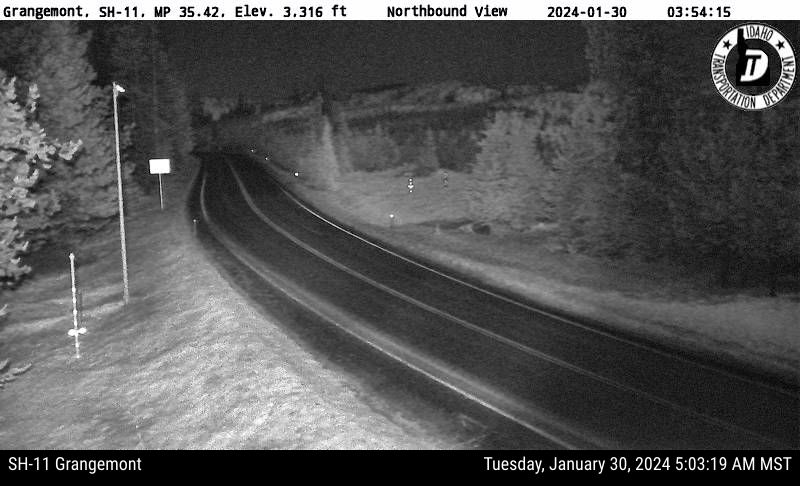 Grangemont, SH-11, MP 35.42, Elev. 3,316 ft Northbound View 2024-01-30 03:54:15
IDAHO
TRANSPORTATION DEPARTMENT
SH-11 Grangemont Tuesday, January 30, 2024 5:03:19 AM MST